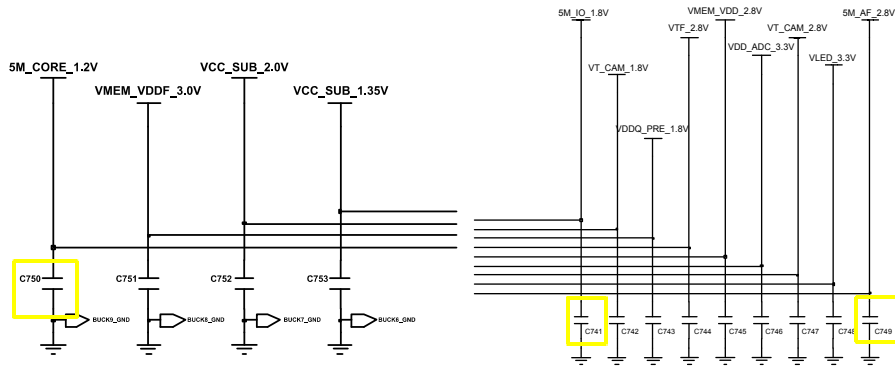 5M_CORE_1.2V
VMEM_VDDF_3.0V
VCC_SUB_2.0V
VCC_SUB_1.35V
C750
C751
C752
C753
BUCK9_GND
BUCK8_GND
BUCK7_GND
BUCK6_GND
5M_IO_1.8V
VT_CAM_1.8V
VDDQ_PRE_1.8V
VTF_2.8V
VMEM_VDD_2.8V
VDD_ADC_3.3V
VT_CAM_2.8V
VLED_3.3V
5M_AF_2.8V
C741
C742
C743
C744
C745
C746
C747
C748
C749